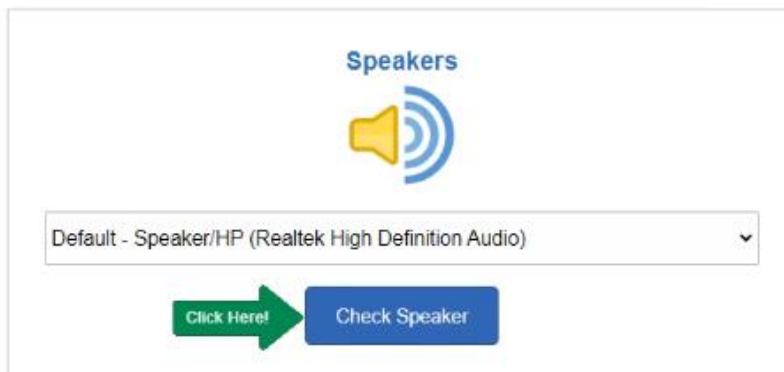 Speakers
Default - Speaker/HP (Realtek High Definition Audio)
Click Here!
Check Speaker